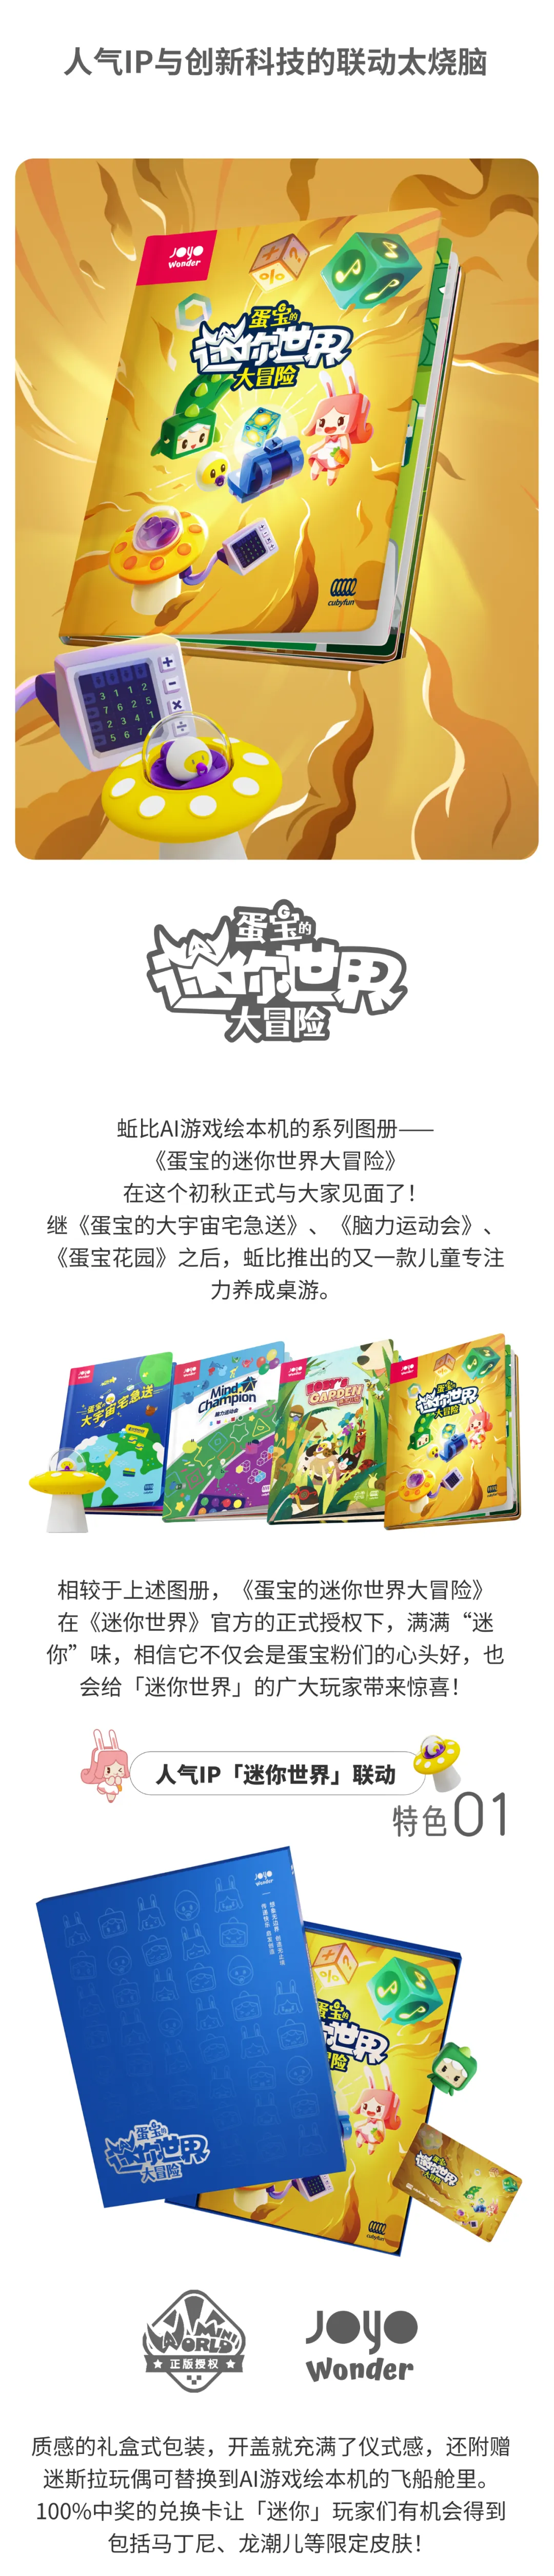 人气IP与创新科技的联动太烧脑
JOYO
Wonder
蛋宝的
迷你世界
大冒险
cubyfun
3 1 1 2
7 6 2 5
2 3 4 1
5 6 7
蛋宝的
迷你世界
大冒险
蚯比AI游戏绘本机的系列图册——
《蛋宝的迷你世界大冒险》
在这个初秋正式与大家见面了！
继《蛋宝的大宇宙宅急送》、《脑力运动会》、
《蛋宝花园》之后，蚯比推出的又一款儿童专注
力养成桌游。
蛋宝
大宇宙宅急送
Mind
Champion
脑力运动会
GARDEN
蛋宝的
迷你世界
大冒险
相较于上述图册，《蛋宝的迷你世界大冒险》
在《迷你世界》官方的正式授权下，满满“迷
你”味，相信它不仅会是蛋宝粉们的心头好，也
会给「迷你世界」的广大玩家带来惊喜！
人气IP「迷你世界」联动
特色01
JOYO
Wonder
蛋宝的
迷你世界
大冒险
cubyfun
MINI
WORLD
正版授权
JOYO
Wonder
质感的礼盒式包装，开盖就充满了仪式感，还附赠
迷斯拉玩偶可替换到AI游戏绘本机的飞船舱里。
100%中奖的兑换卡让「迷你」玩家们有机会得到
包括马丁尼、龙潮儿等限定皮肤！